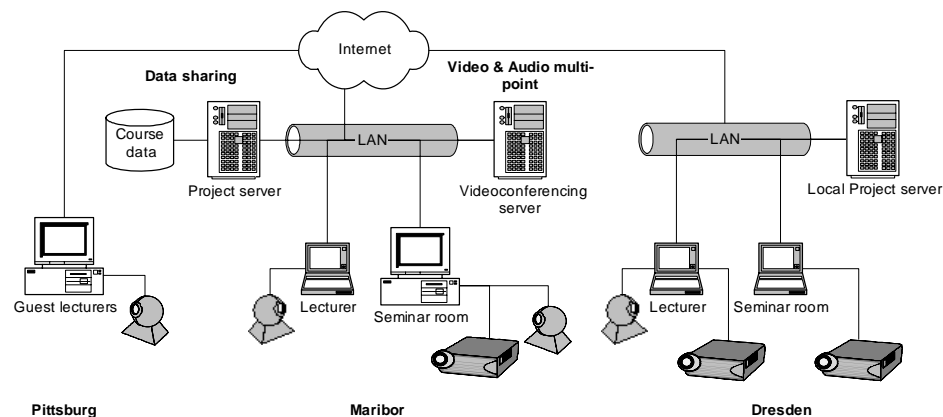 Internet
Data sharing
Video & Audio multi-
point
Course
data
LAN
LAN
Project server
Videoconferencing
server
Local Project server
Guest lecturers
Lecturer
Seminar room
Lecturer
Seminar room
Pittsburg
Maribor
Dresden